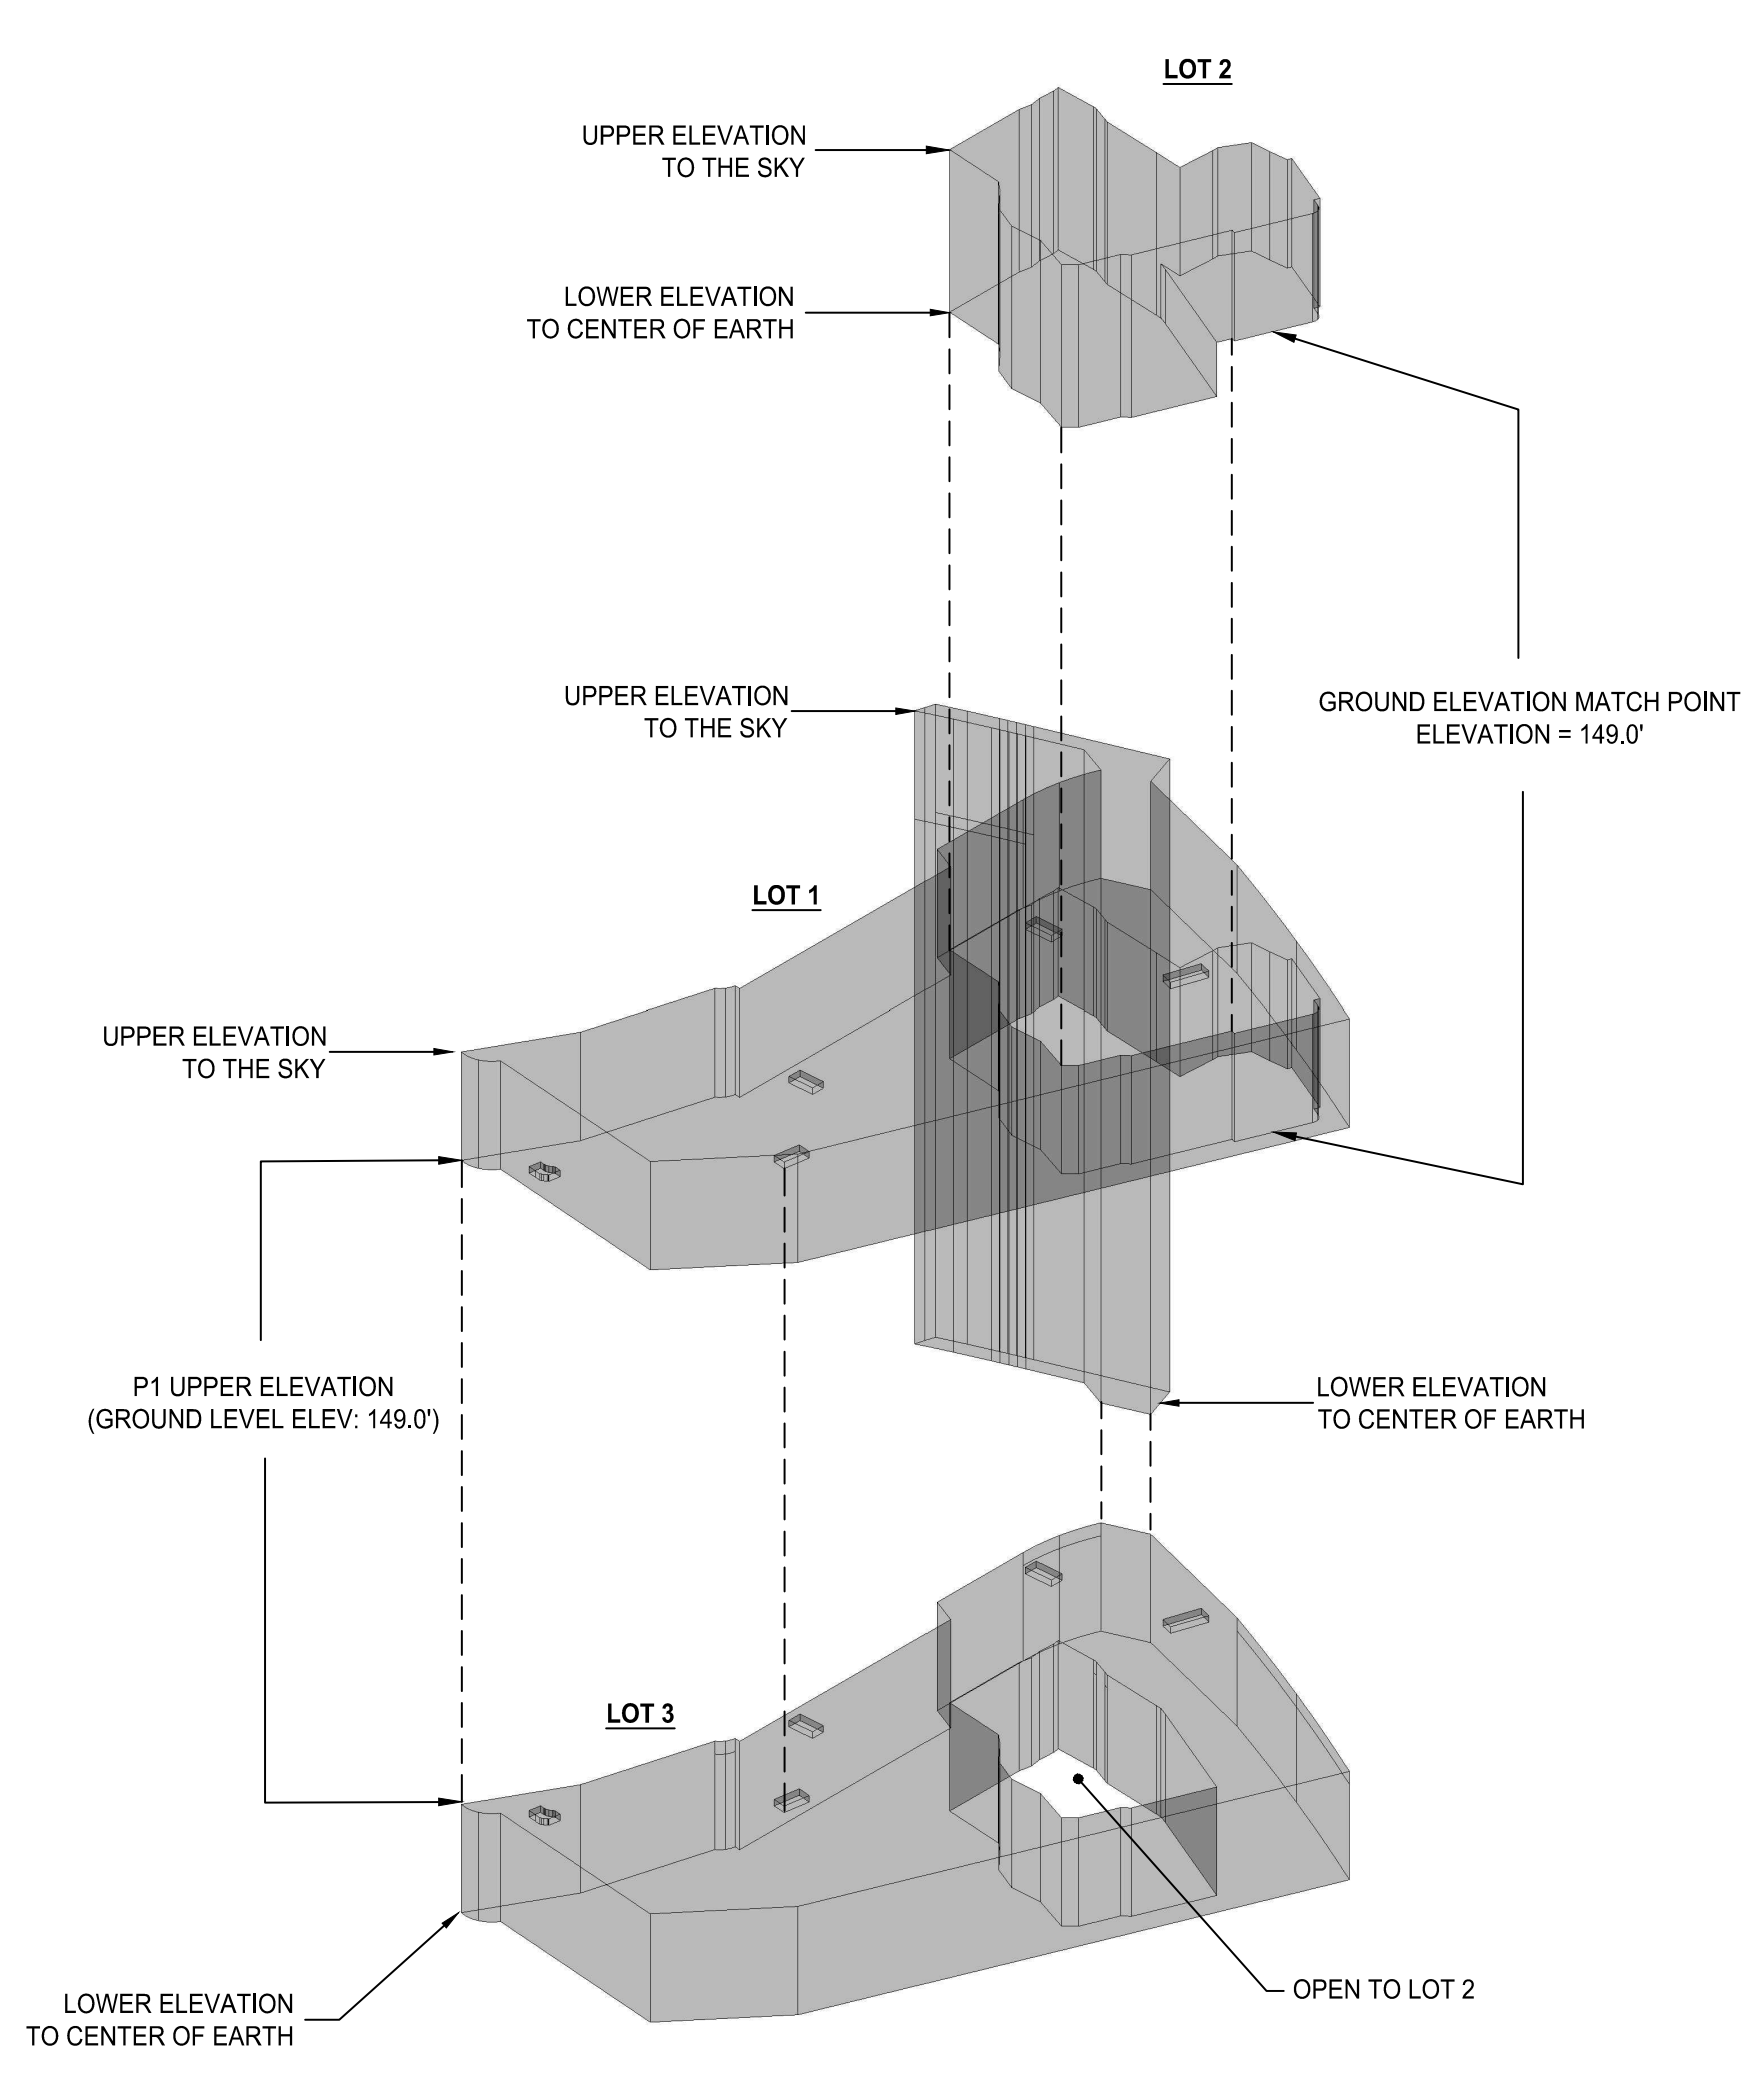 LOT 2
UPPER ELEVATION
TO THE SKY
LOWER ELEVATION
TO CENTER OF EARTH
UPPER ELEVATION
TO THE SKY
GROUND ELEVATION MATCH POINT
ELEVATION = 149.0'
LOT 1
UPPER ELEVATION
TO THE SKY
P1 UPPER ELEVATION
(GROUND LEVEL ELEV: 149.0')
LOWER ELEVATION
TO CENTER OF EARTH
LOT 3
OPEN TO LOT 2
LOWER ELEVATION
TO CENTER OF EARTH